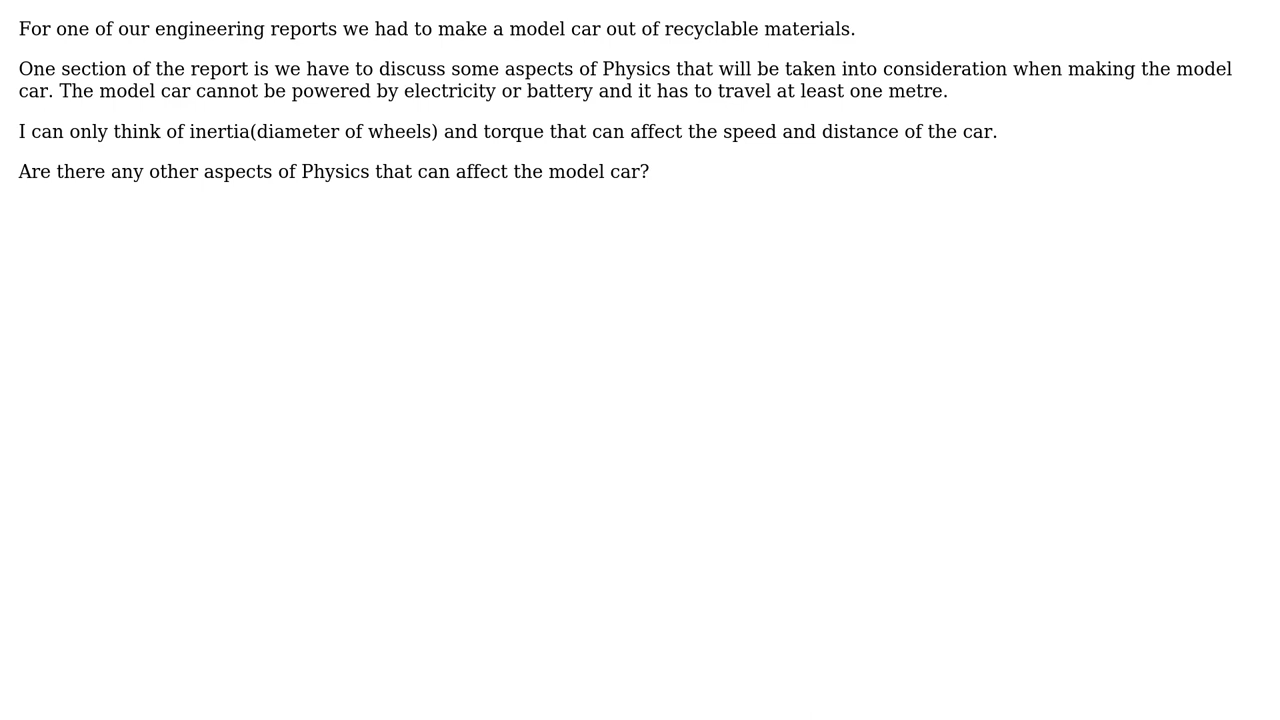 For one of our engineering reports we had to make a model car out of recyclable materials.
One section of the report is we have to discuss some aspects of Physics that will be taken into consideration when making the model
car. The model car cannot be powered by electricity or battery and it has to travel at least one metre.
I can only think of inertia(diameter of wheels) and torque that can affect the speed and distance of the car.
Are there any other aspects of Physics that can affect the model car?